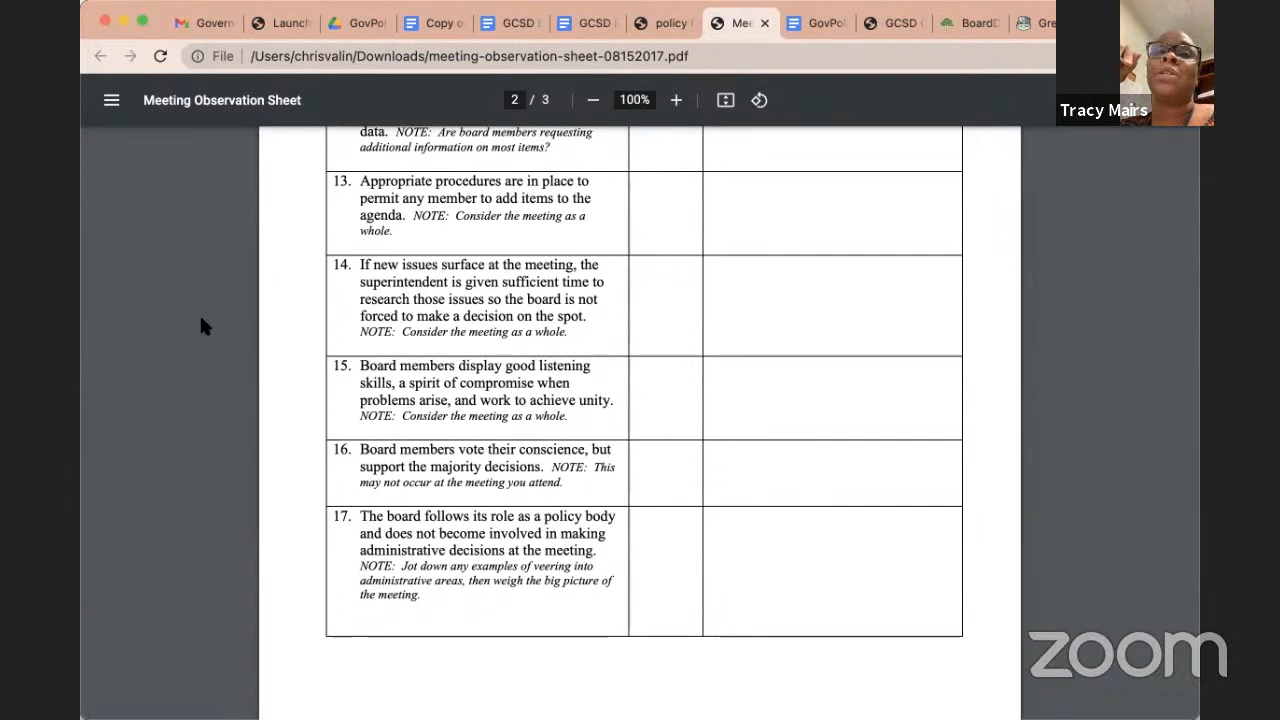 Govern
Launch
GovPol
Copy o
GCSD
GCSD
policy
Mee
GovPol
GCSD
BoardD
Gre
File /Users/chrisvalin/Downloads/meeting-observation-sheet-08152017.pdf
Meeting Observation Sheet
2 / 3
100%
Tracy Mairs
data. NOTE: Are board members requesting
additional information on most items?
13. Appropriate procedures are in place to
permit any member to add items to the
agenda. NOTE: Consider the meeting as a
whole.
14. If new issues surface at the meeting, the
superintendent is given sufficient time to
research those issues so the board is not
forced to make a decision on the spot.
NOTE: Consider the meeting as a whole.
15. Board members display good listening
skills, a spirit of compromise when
problems arise, and work to achieve unity.
NOTE: Consider the meeting as a whole.
16. Board members vote their conscience, but
support the majority decisions. NOTE: This
may not occur at the meeting you attend.
17. The board follows its role as a policy body
and does not become involved in making
administrative decisions at the meeting.
NOTE: Jot down any examples of veering into
administrative areas, then weigh the big picture of
the meeting.
zoom